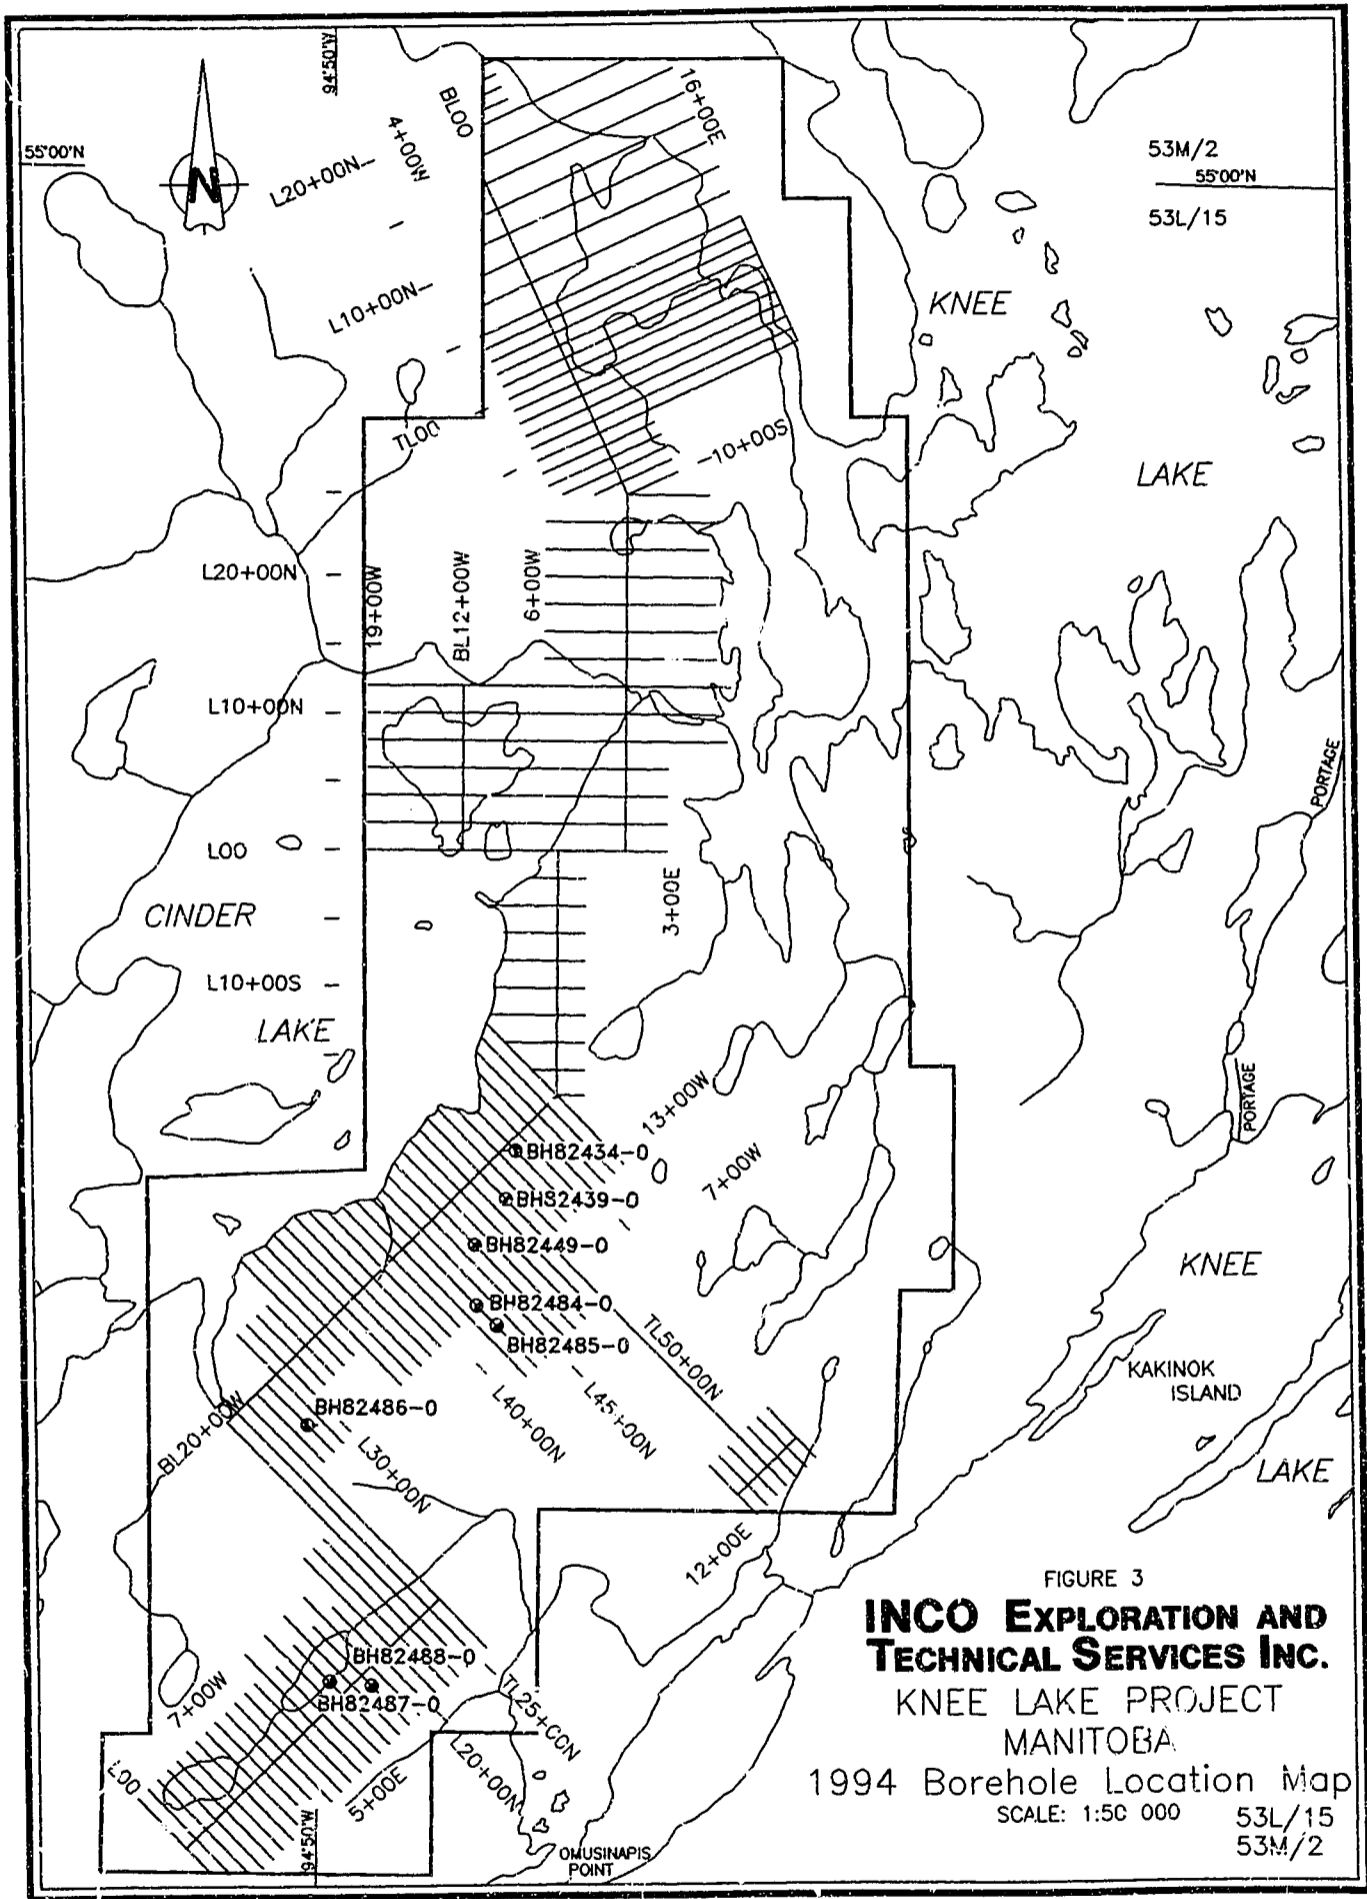 94°50'W
BL00
16+00E
4+00W
55°00'N
53M/2
55°00'N
53L/15
N
L20+00N
L10+00N
KNEE
TL00
-10+00S
LAKE
L20+00N
19+00W
BL12+00W
6+00W
L10+00N
PORTAGE
L00
3+00E
CINDER
L10+00S
LAKE
PORTAGE
13+00W
BH82434-0
7+00W
BH82439-0
BH82449-0
KNEE
BH82484-0
BH82485-0
TL50+00N
KAKINOK
ISLAND
L45+00N
L40+00N
BH82486-0
BL20+00W
L30+00N
LAKE
12+00E
FIGURE 3
INCO EXPLORATION AND
TECHNICAL SERVICES INC.
KNEE LAKE PROJECT
MANITOBA
1994 Borehole Location Map
SCALE: 1:50 000
53L/15
53M/2
BH82488-0
BH82487-0
7+00W
TL25+00N
L20+00N
L00
5+00E
94°50'W
OMUSINAPIS
POINT